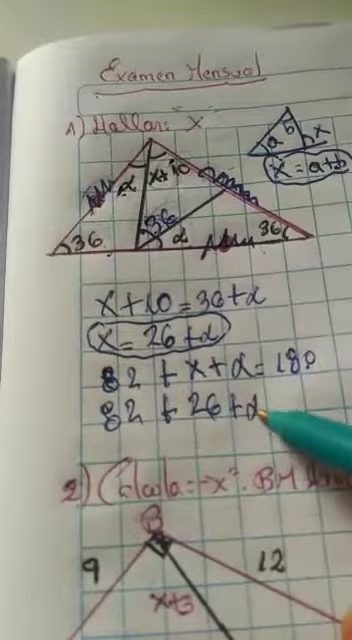 Examen Mensual
1) Hallar: X
α x+10
a b x
x = a+b
36 36 α 36
x+10 = 36+α
x = 26+α
82 + x+α = 180
82 + 26+α
2) Calcula = "x". BM
B
9 12
x+3